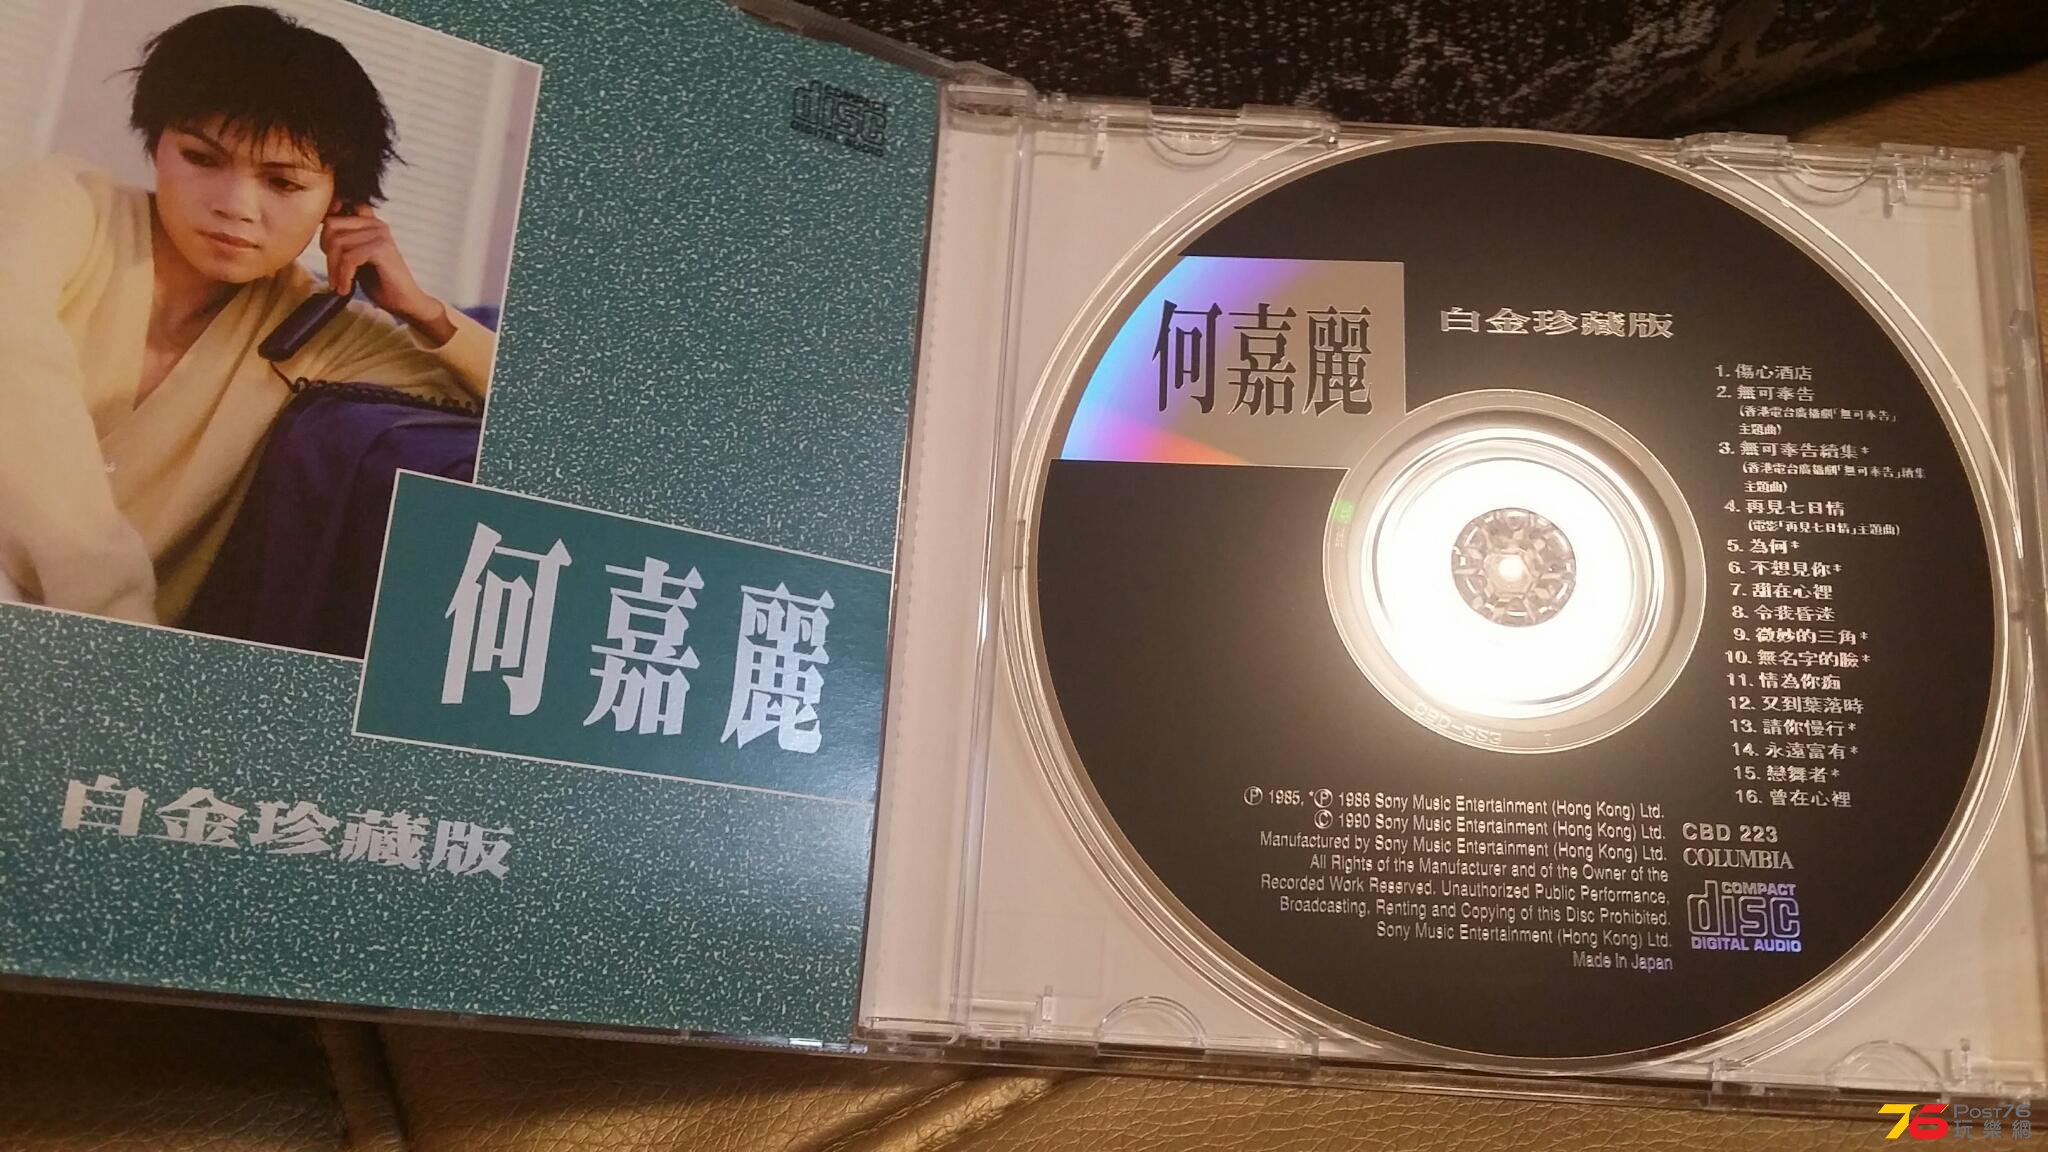 COMPACT
disc
DIGITAL AUDIO
何嘉麗
白金珍藏版
何嘉麗
白金珍藏版
1. 傷心酒店
2. 無可奉告
(香港電台廣播劇「無可奉告」
主題曲)
3. 無可奉告續集*
(香港電台廣播劇「無可奉告」續集
主題曲)
4. 再見七日情
(電影「再見七日情」主題曲)
5. 為何*
6. 不想見你*
7. 甜在心裡
8. 令我昏迷
9. 微妙的三角*
10. 無名字的臉*
11. 情為你痴
12. 又到葉落時
13. 請你慢行*
14. 永遠富有*
15. 戀舞者*
16. 曾在心裡
Ⓟ 1985, *Ⓟ 1986 Sony Music Entertainment (Hong Kong) Ltd.
Ⓒ 1990 Sony Music Entertainment (Hong Kong) Ltd.
Manufactured by Sony Music Entertainment (Hong Kong) Ltd.
All Rights of the Manufacturer and of the Owner of the
Recorded Work Reserved. Unauthorized Public Performance,
Broadcasting, Renting and Copying of this Disc Prohibited.
Sony Music Entertainment (Hong Kong) Ltd.
Made In Japan
CBD 223
COLUMBIA
COMPACT
disc
DIGITAL AUDIO
76 POST76
玩樂網